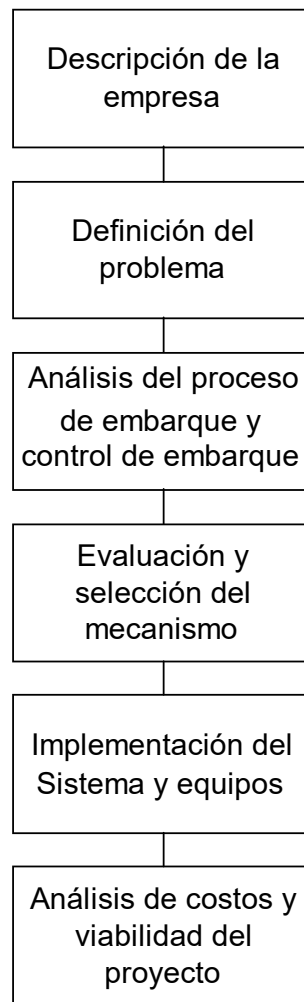 Descripción de la
empresa
Definición del
problema
Análisis del proceso
de embarque y
control de embarque
Evaluación y
selección del
mecanismo
Implementación del
Sistema y equipos
Análisis de costos y
viabilidad del
proyecto